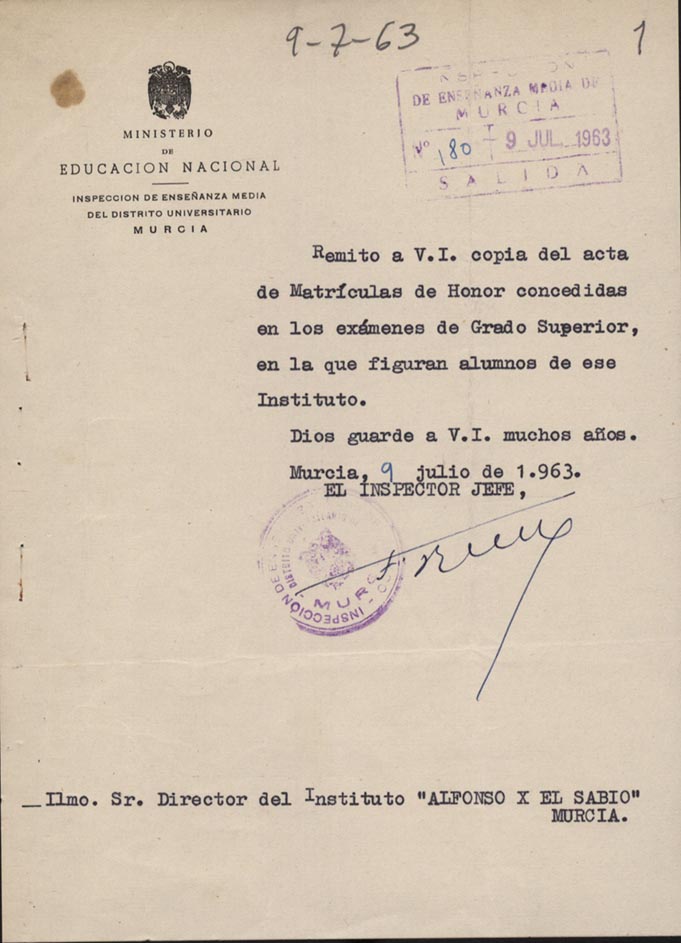 9-7-63
1
MINISTERIO
DE
EDUCACION NACIONAL
INSPECCION DE ENSEÑANZA MEDIA
DEL DISTRITO UNIVERSITARIO
MURCIA
DE ENSEÑANZA MEDIA DE
MURCIA
Nº 180 9 JUL. 1963
SALIDA
Remito a V.I. copia del acta
de Matrículas de Honor concedidas
en los exámenes de Grado Superior,
en la que figuran alumnos de ese
Instituto.
Dios guarde a V.I. muchos años.
Murcia, 9 julio de 1.963.
EL INSPECTOR JEFE,
INSPECCIÓN DE
DISTRITO
Ilmo. Sr. Director del Instituto "ALFONSO X EL SABIO"
MURCIA.